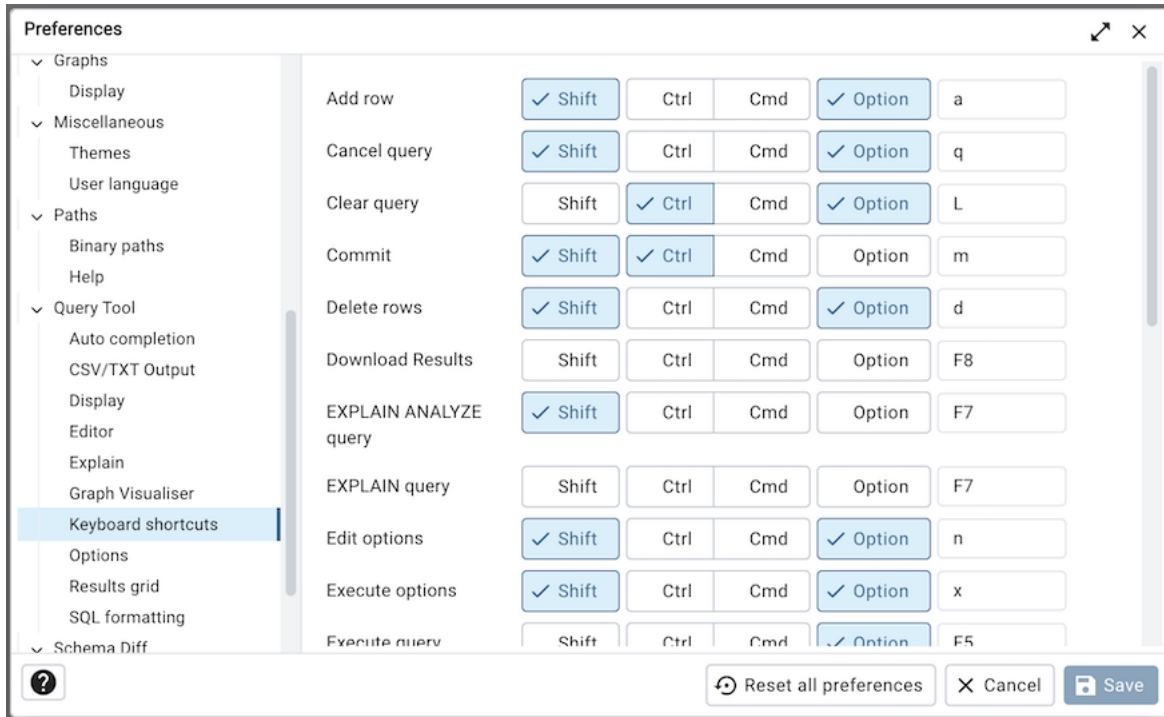 Preferences
Graphs
Display
Miscellaneous
Themes
User language
Paths
Binary paths
Help
Query Tool
Auto completion
CSV/TXT Output
Display
Editor
Explain
Graph Visualiser
Keyboard shortcuts
Options
Results grid
SQL formatting
Schema Diff
Add row Shift Ctrl Cmd Option a
Cancel query Shift Ctrl Cmd Option q
Clear query Shift Ctrl Cmd Option L
Commit Shift Ctrl Cmd Option m
Delete rows Shift Ctrl Cmd Option d
Download Results Shift Ctrl Cmd Option F8
EXPLAIN ANALYZE Shift Ctrl Cmd Option F7
query
EXPLAIN query Shift Ctrl Cmd Option F7
Edit options Shift Ctrl Cmd Option n
Execute options Shift Ctrl Cmd Option x
Execute query Shift Ctrl Cmd Option F5
? Reset all preferences Cancel Save